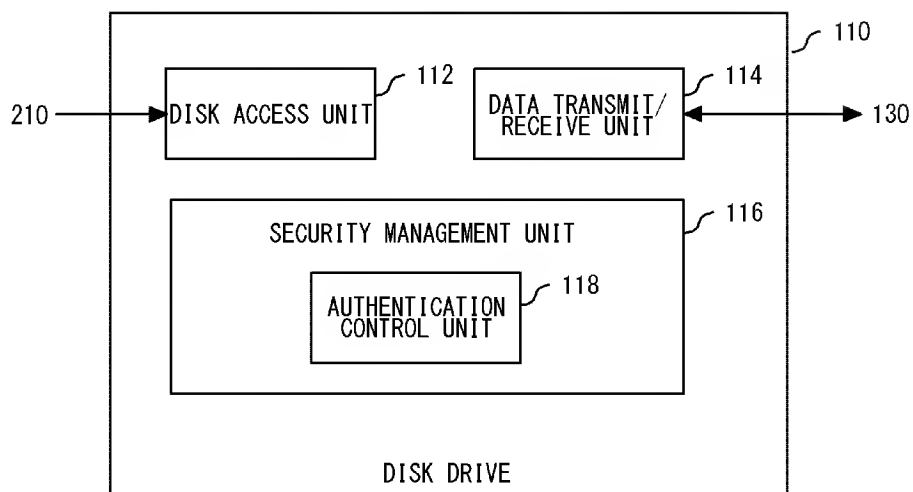 110
112
114
210
DISK ACCESS UNIT
DATA TRANSMIT/
RECEIVE UNIT
130
116
SECURITY MANAGEMENT UNIT
118
AUTHENTICATION
CONTROL UNIT
DISK DRIVE